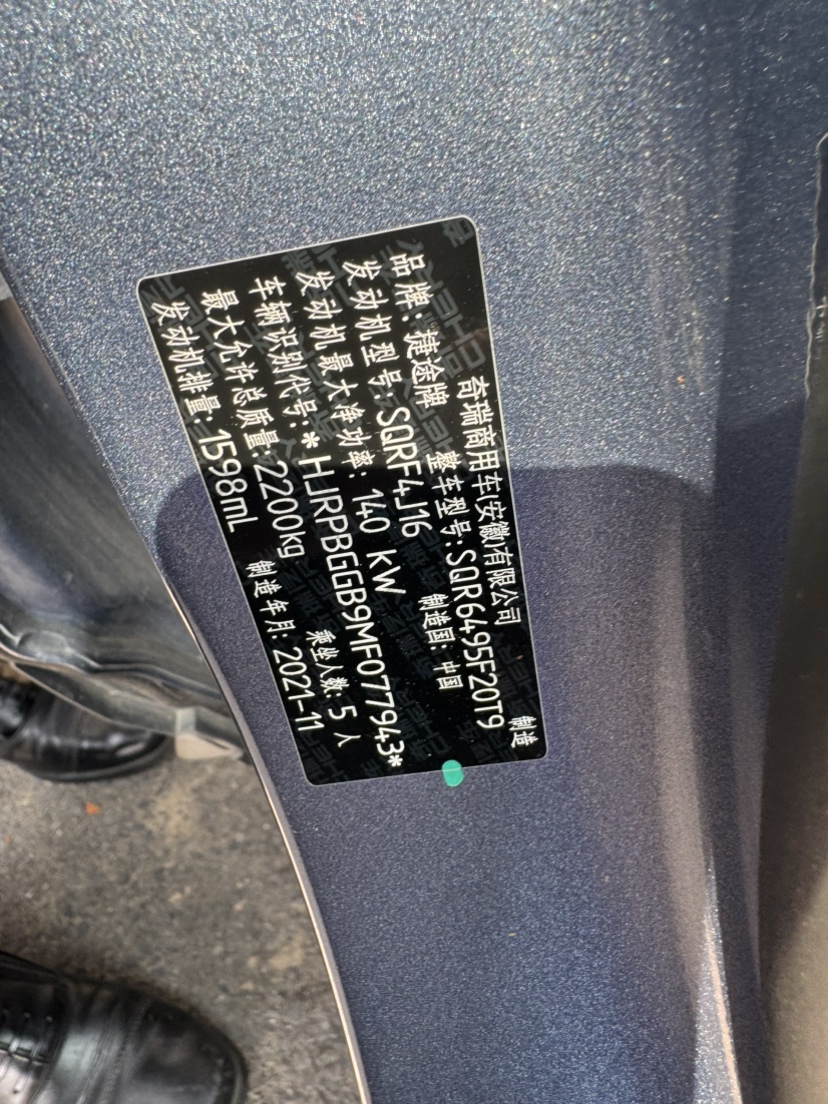 奇瑞商用车(安徽)有限公司 制造
品牌: 捷途牌 整车型号: SQR6495F20T9
发动机型号: SQRF4J16 制造国: 中国
发动机最大净功率: 140 kW
车辆识别代号: *HJRPBGGB9MF077943*
最大允许总质量: 2200kg 乘坐人数: 5 人
发动机排量: 1598mL 制造年月: 2021-11